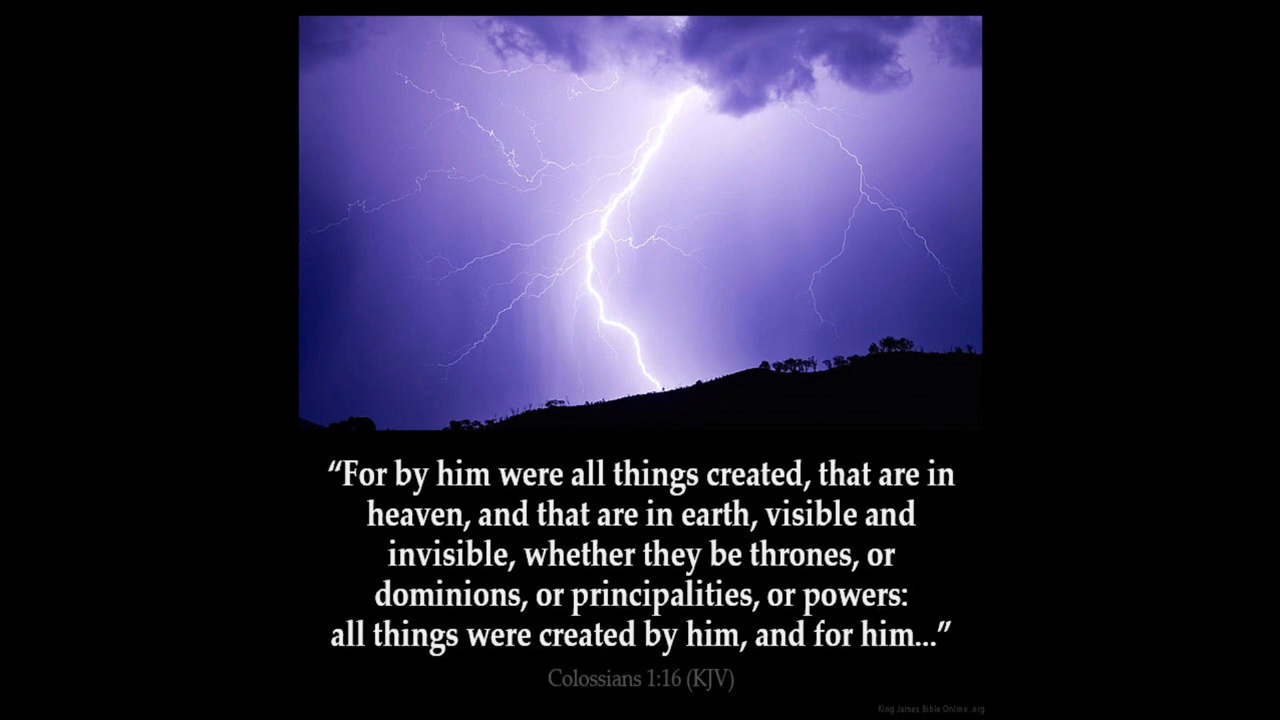 “For by him were all things created, that are in
heaven, and that are in earth, visible and
invisible, whether they be thrones, or
dominions, or principalities, or powers:
all things were created by him, and for him...”
Colossians 1:16 (KJV)
King James Bible Online .org